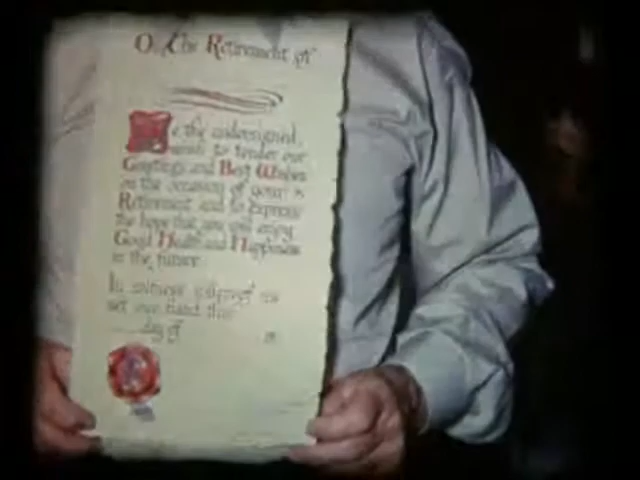 On The Retirement of
We the undersigned,
wish to tender our
Greetings and Best Wishes
on the occasion of your
Retirement and to Express
the hope that you will enjoy
Good Health and Happiness
in the future.
In witness whereof we
set our hand this
day of